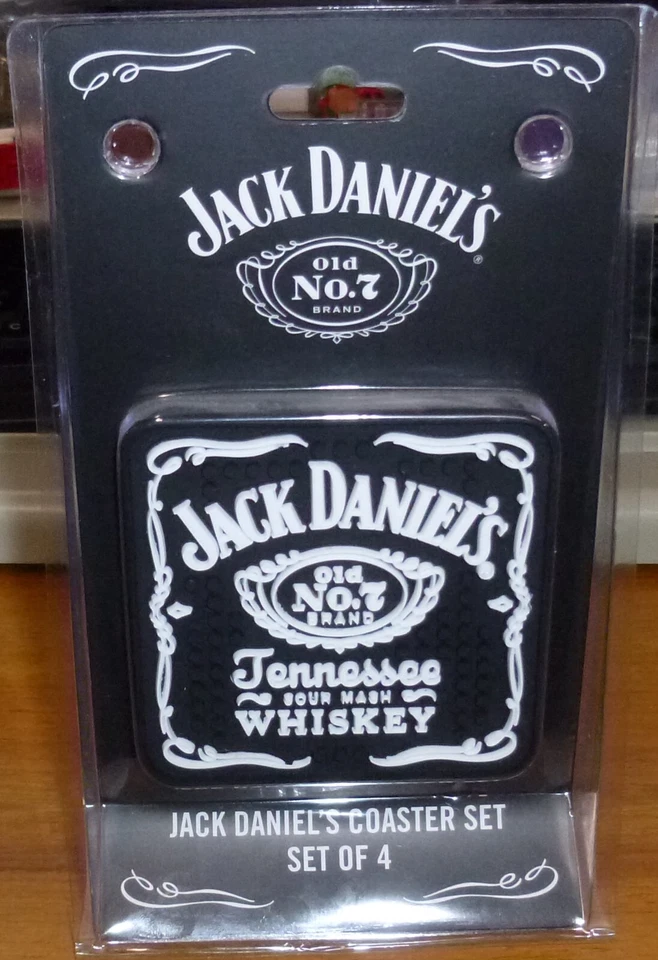 JACK DANIEL'S®
Old
No.7
BRAND
JACK DANIEL'S
Old
No.7
BRAND
Tennessee
SOUR MASH
WHISKEY
JACK DANIEL'S COASTER SET
SET OF 4